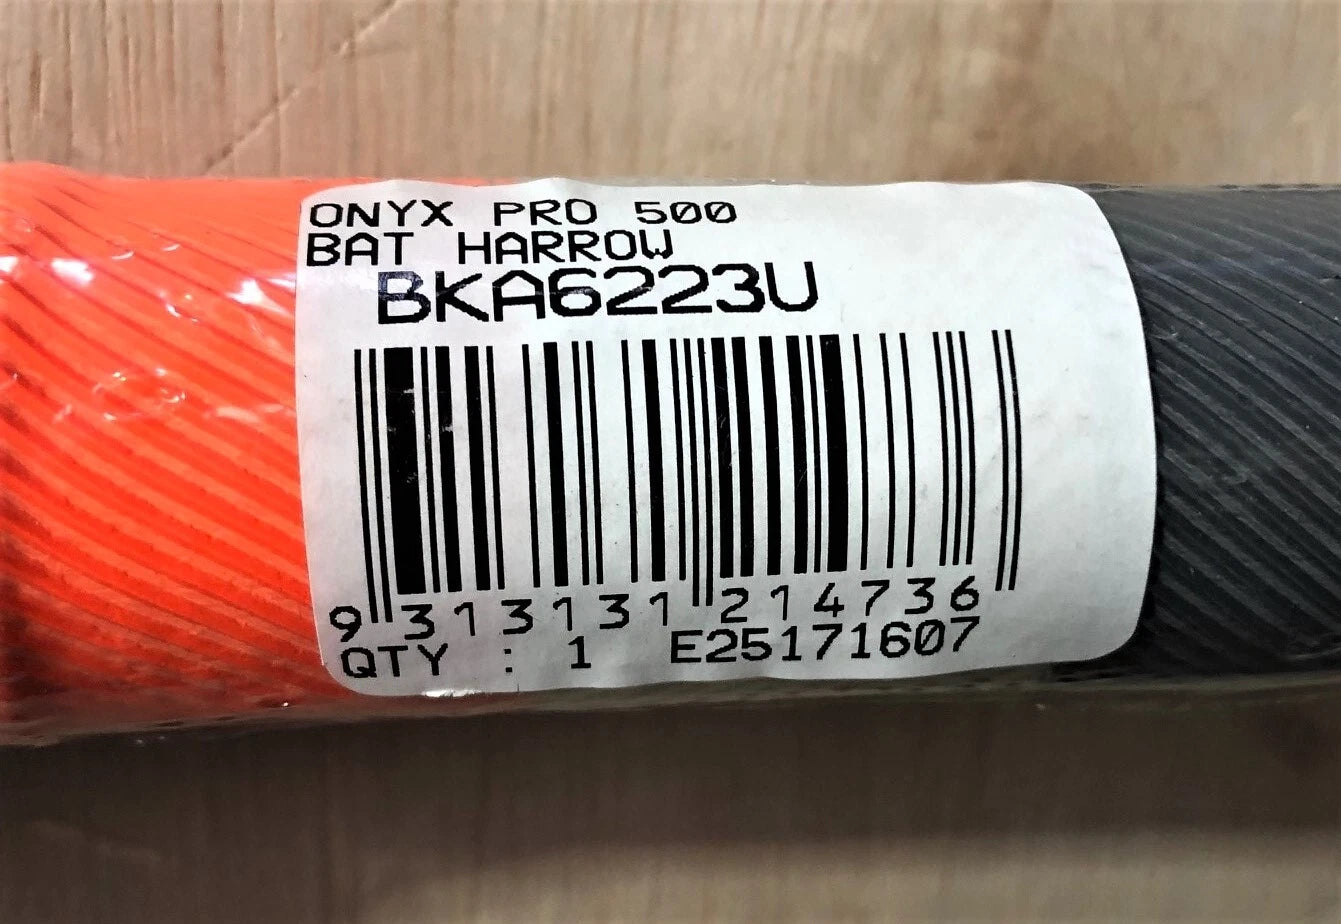 ONYX PRO 500
BAT HARROW
BKA6223U
9 313131 214736
QTY : 1 E25171607